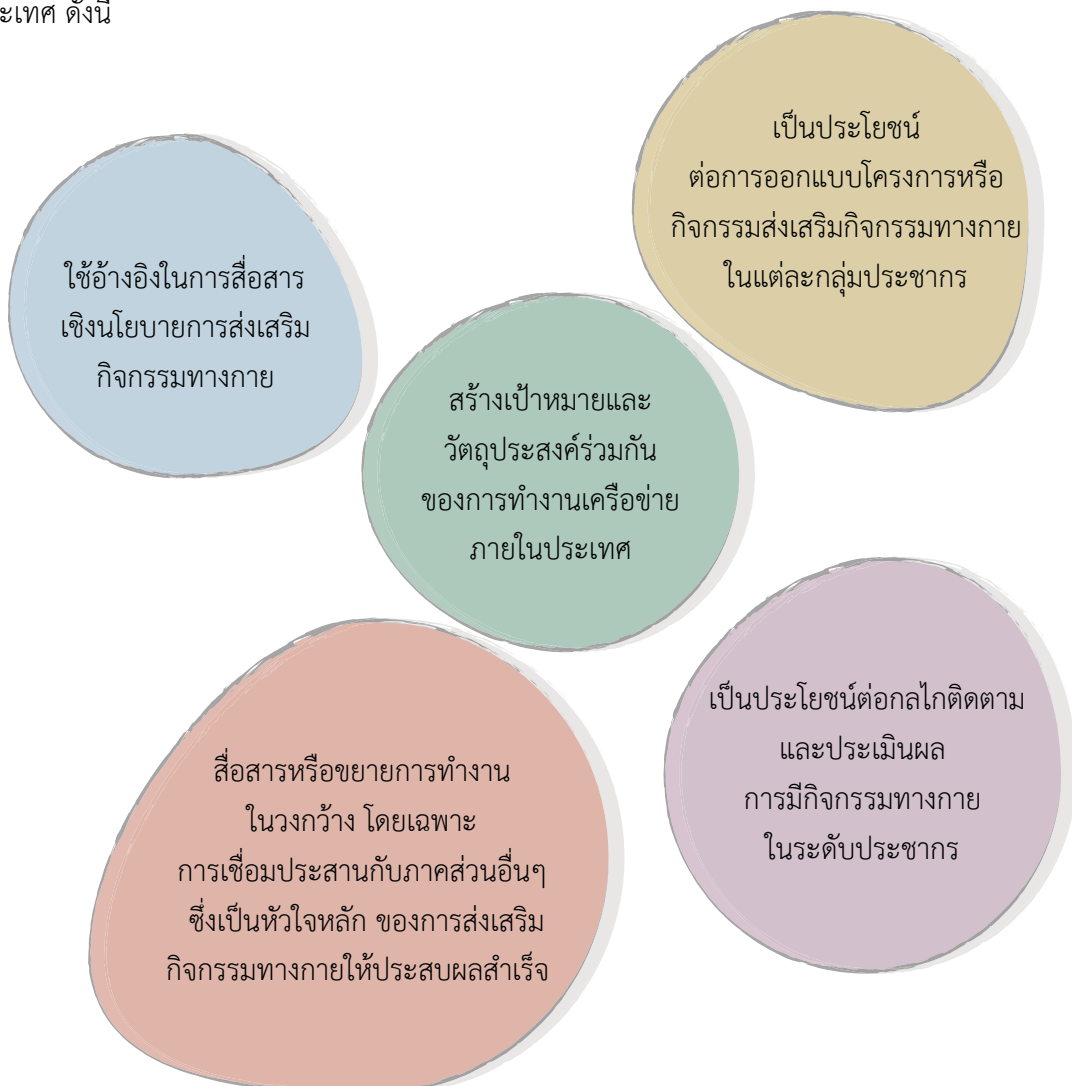 ะเทศ ดังนี้
เป็นประโยชน์
ต่อการออกแบบโครงการหรือ
กิจกรรมส่งเสริมกิจกรรมทางกาย
ในแต่ละกลุ่มประชากร
ใช้อ้างอิงในการสื่อสาร
เชิงนโยบายการส่งเสริม
กิจกรรมทางกาย
สร้างเป้าหมายและ
วัตถุประสงค์ร่วมกัน
ของการทำงานเครือข่าย
ภายในประเทศ
เป็นประโยชน์ต่อกลไกติดตาม
และประเมินผล
การมีกิจกรรมทางกาย
ในระดับประชากร
สื่อสารหรือขยายการทำงาน
ในวงกว้าง โดยเฉพาะ
การเชื่อมประสานกับภาคส่วนอื่นๆ
ซึ่งเป็นหัวใจหลัก ของการส่งเสริม
กิจกรรมทางกายให้ประสบผลสำเร็จ